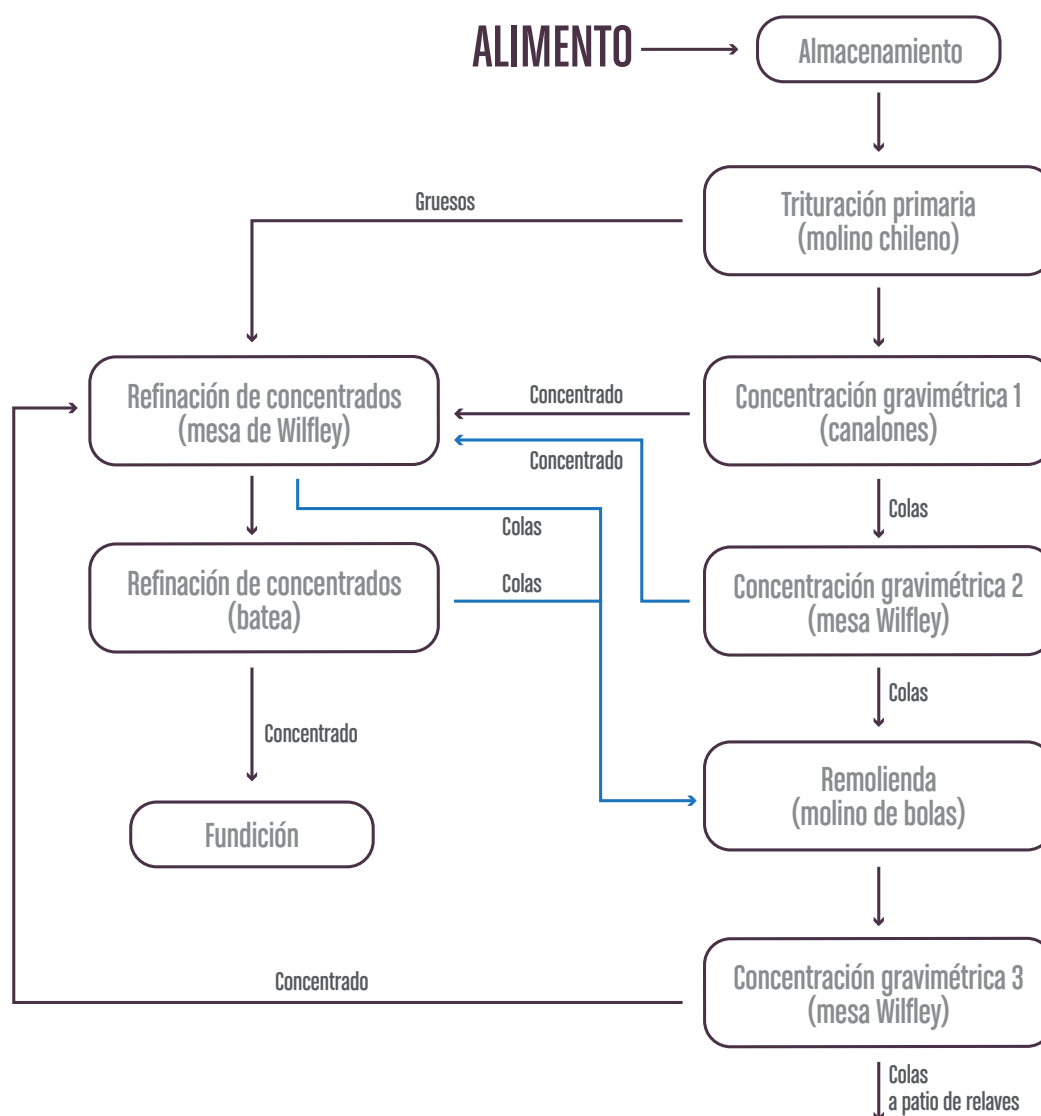 ALIMENTO
Almacenamiento
Gruesos
Trituración primaria
(molino chileno)
Refinación de concentrados
(mesa de Wilfley)
Concentrado
Concentración gravimétrica 1
(canalones)
Concentrado
Colas
Colas
Refinación de concentrados
(batea)
Colas
Concentración gravimétrica 2
(mesa Wilfley)
Colas
Concentrado
Remolienda
(molino de bolas)
Fundición
Concentrado
Concentración gravimétrica 3
(mesa Wilfley)
Colas
a patio de relaves